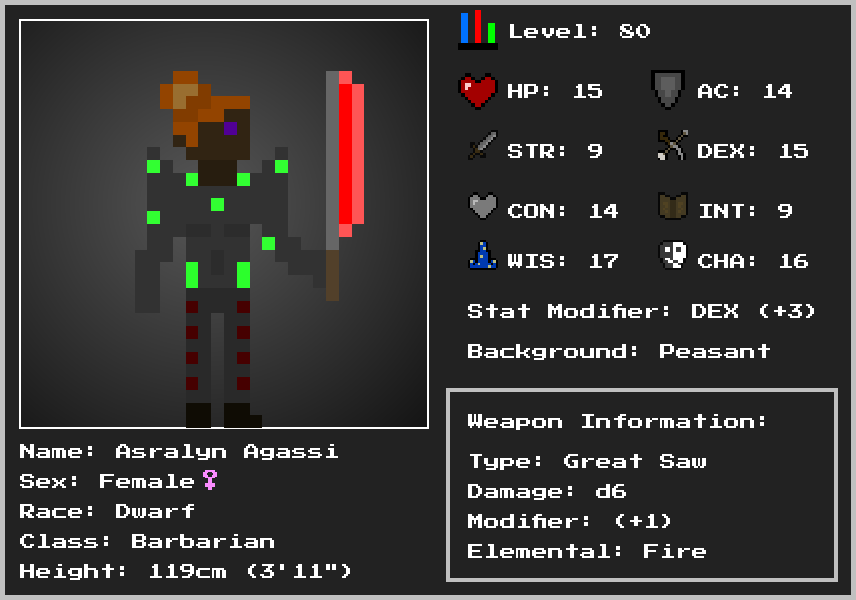 Level: 80
HP: 15
AC: 14
STR: 9
DEX: 15
CON: 14
INT: 9
WIS: 17
CHA: 16
Stat Modifier: DEX (+3)
Background: Peasant
Weapon Information:
Type: Great Saw
Damage: d6
Modifier: (+1)
Elemental: Fire
Name: Asralyn Agassi
Sex: Female♀
Race: Dwarf
Class: Barbarian
Height: 119cm (3'11")